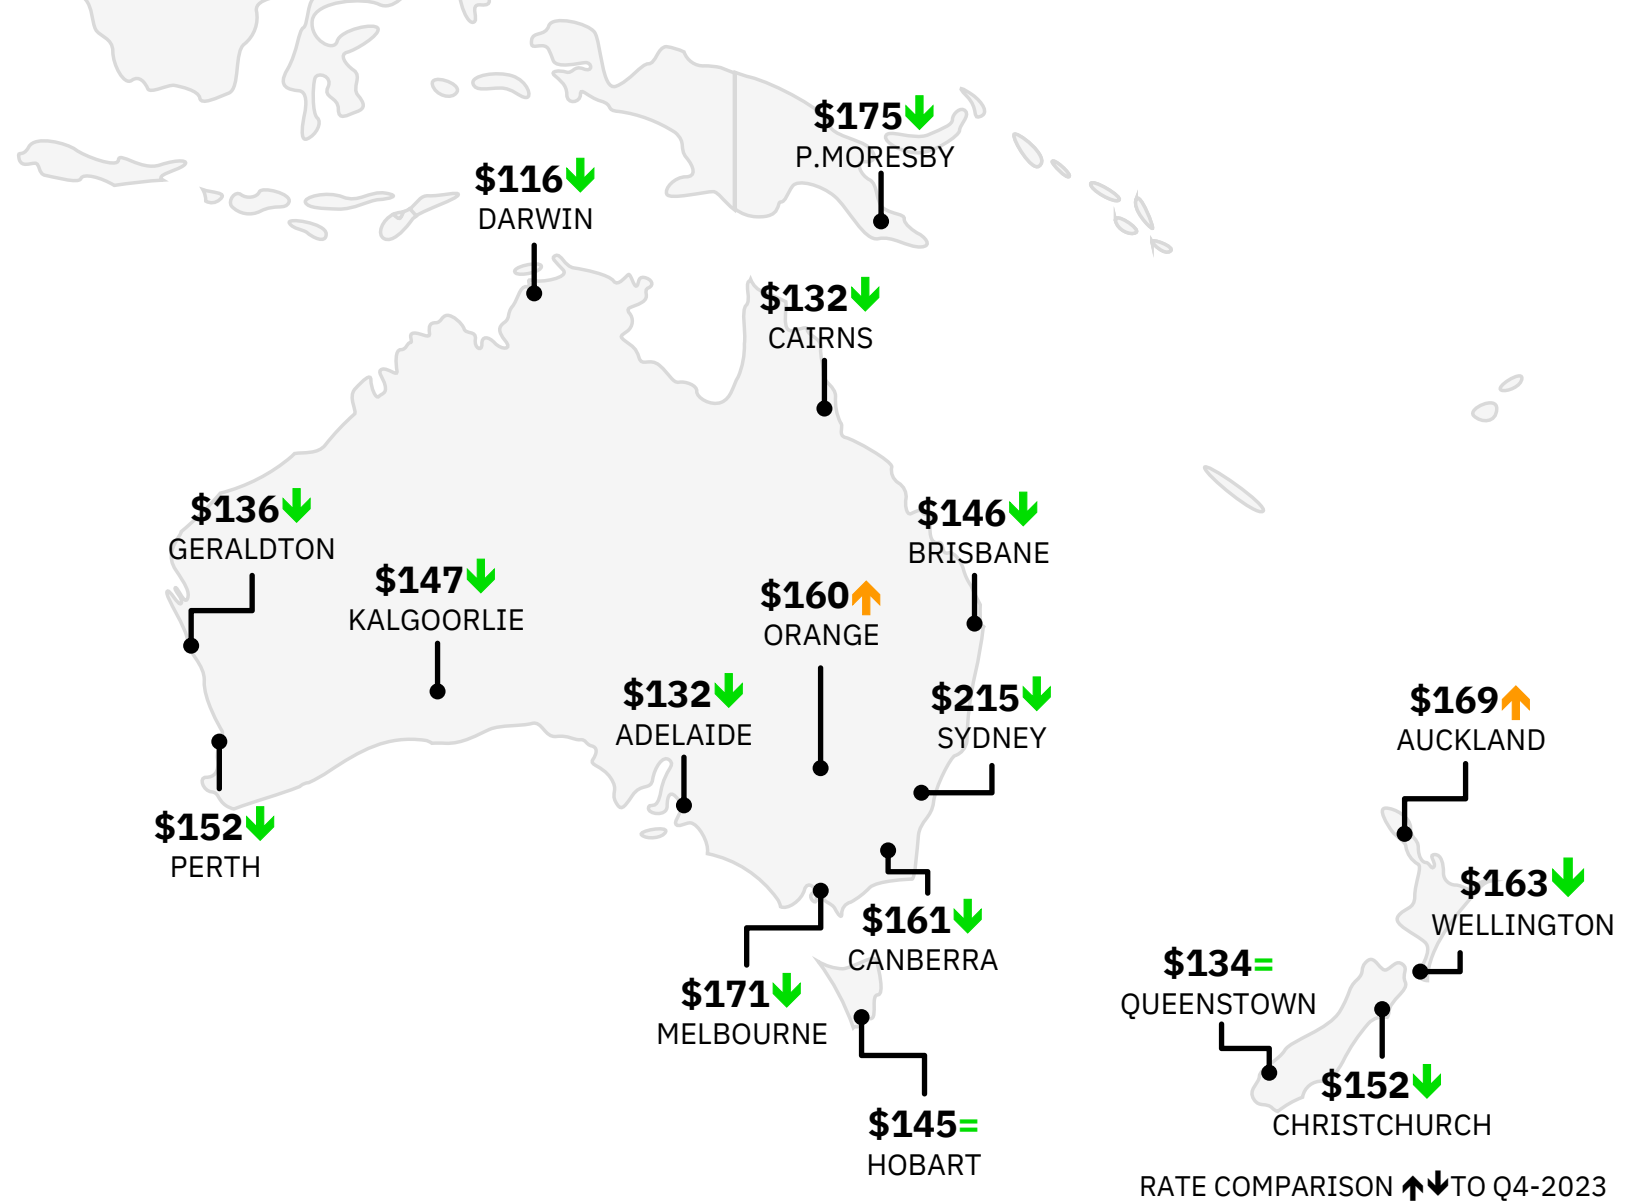 $175↓
P.MORESBY
$116↓
DARWIN
$132↓
CAIRNS
$136↓
GERALDTON
$147↓
KALGOORLIE
$146↓
BRISBANE
$160↑
ORANGE
$132↓
ADELAIDE
$215↓
SYDNEY
$169↑
AUCKLAND
$152↓
PERTH
$163↓
WELLINGTON
$161↓
CANBERRA
$171↓
MELBOURNE
$134=
QUEENSTOWN
$152↓
CHRISTCHURCH
$145=
HOBART
RATE COMPARISON ↑↓TO Q4-2023